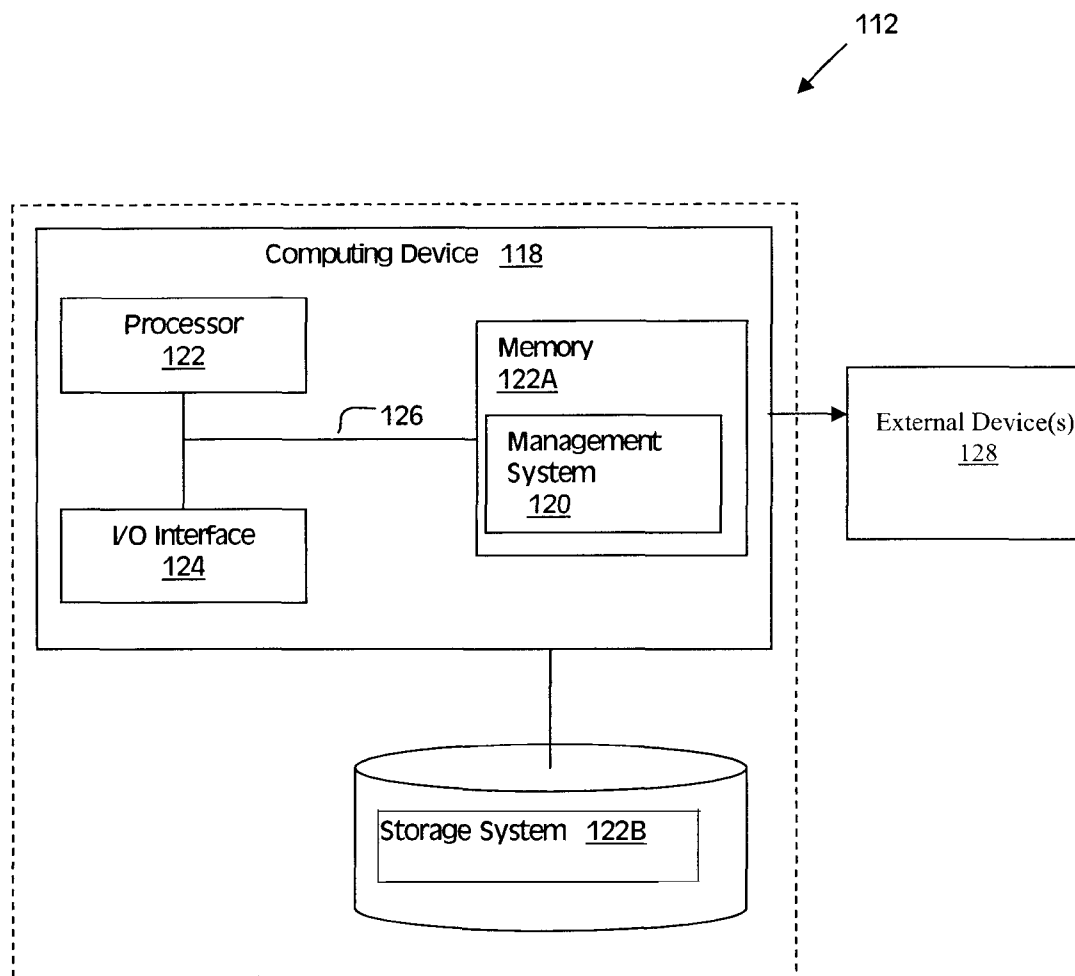 112
Computing Device 118
Processor
122
Memory
122A
126
Management
System
120
I/O Interface
124
External Device(s)
128
Storage System 122B